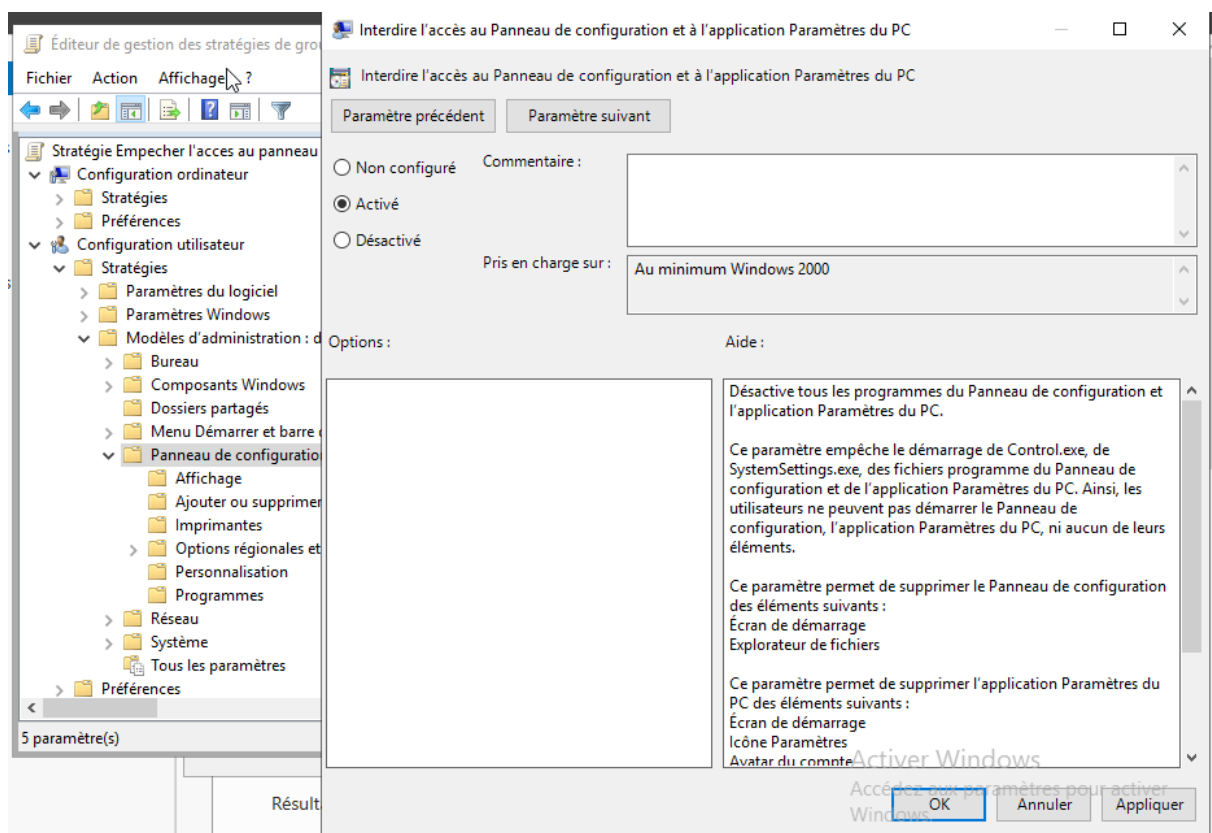 Éditeur de gestion des stratégies de grou
Fichier Action Affichage ?
Stratégie Empecher l'acces au panneau
Configuration ordinateur
Stratégies
Préférences
Configuration utilisateur
Stratégies
Paramètres du logiciel
Paramètres Windows
Modèles d'administration : d
Bureau
Composants Windows
Dossiers partagés
Menu Démarrer et barre
Panneau de configuration
Affichage
Ajouter ou supprimer
Imprimantes
Options régionales et
Personnalisation
Programmes
Réseau
Système
Tous les paramètres
Préférences
5 paramètre(s)
Résult
Interdire l'accès au Panneau de configuration et à l'application Paramètres du PC
Interdire l'accès au Panneau de configuration et à l'application Paramètres du PC
Paramètre précédent Paramètre suivant
Non configuré
Activé
Désactivé
Commentaire :
Pris en charge sur :
Au minimum Windows 2000
Options :
Aide :
Désactive tous les programmes du Panneau de configuration et
l'application Paramètres du PC.
Ce paramètre empêche le démarrage de Control.exe, de
SystemSettings.exe, des fichiers programme du Panneau de
configuration et de l'application Paramètres du PC. Ainsi, les
utilisateurs ne peuvent pas démarrer le Panneau de
configuration, l'application Paramètres du PC, ni aucun de leurs
éléments.
Ce paramètre permet de supprimer le Panneau de configuration
des éléments suivants :
Écran de démarrage
Explorateur de fichiers
Ce paramètre permet de supprimer l'application Paramètres du
PC des éléments suivants :
Écran de démarrage
Icône Paramètres
Avatar du compte
Activer Windows
Accédez aux paramètres pour activer
Windows.
OK Annuler Appliquer